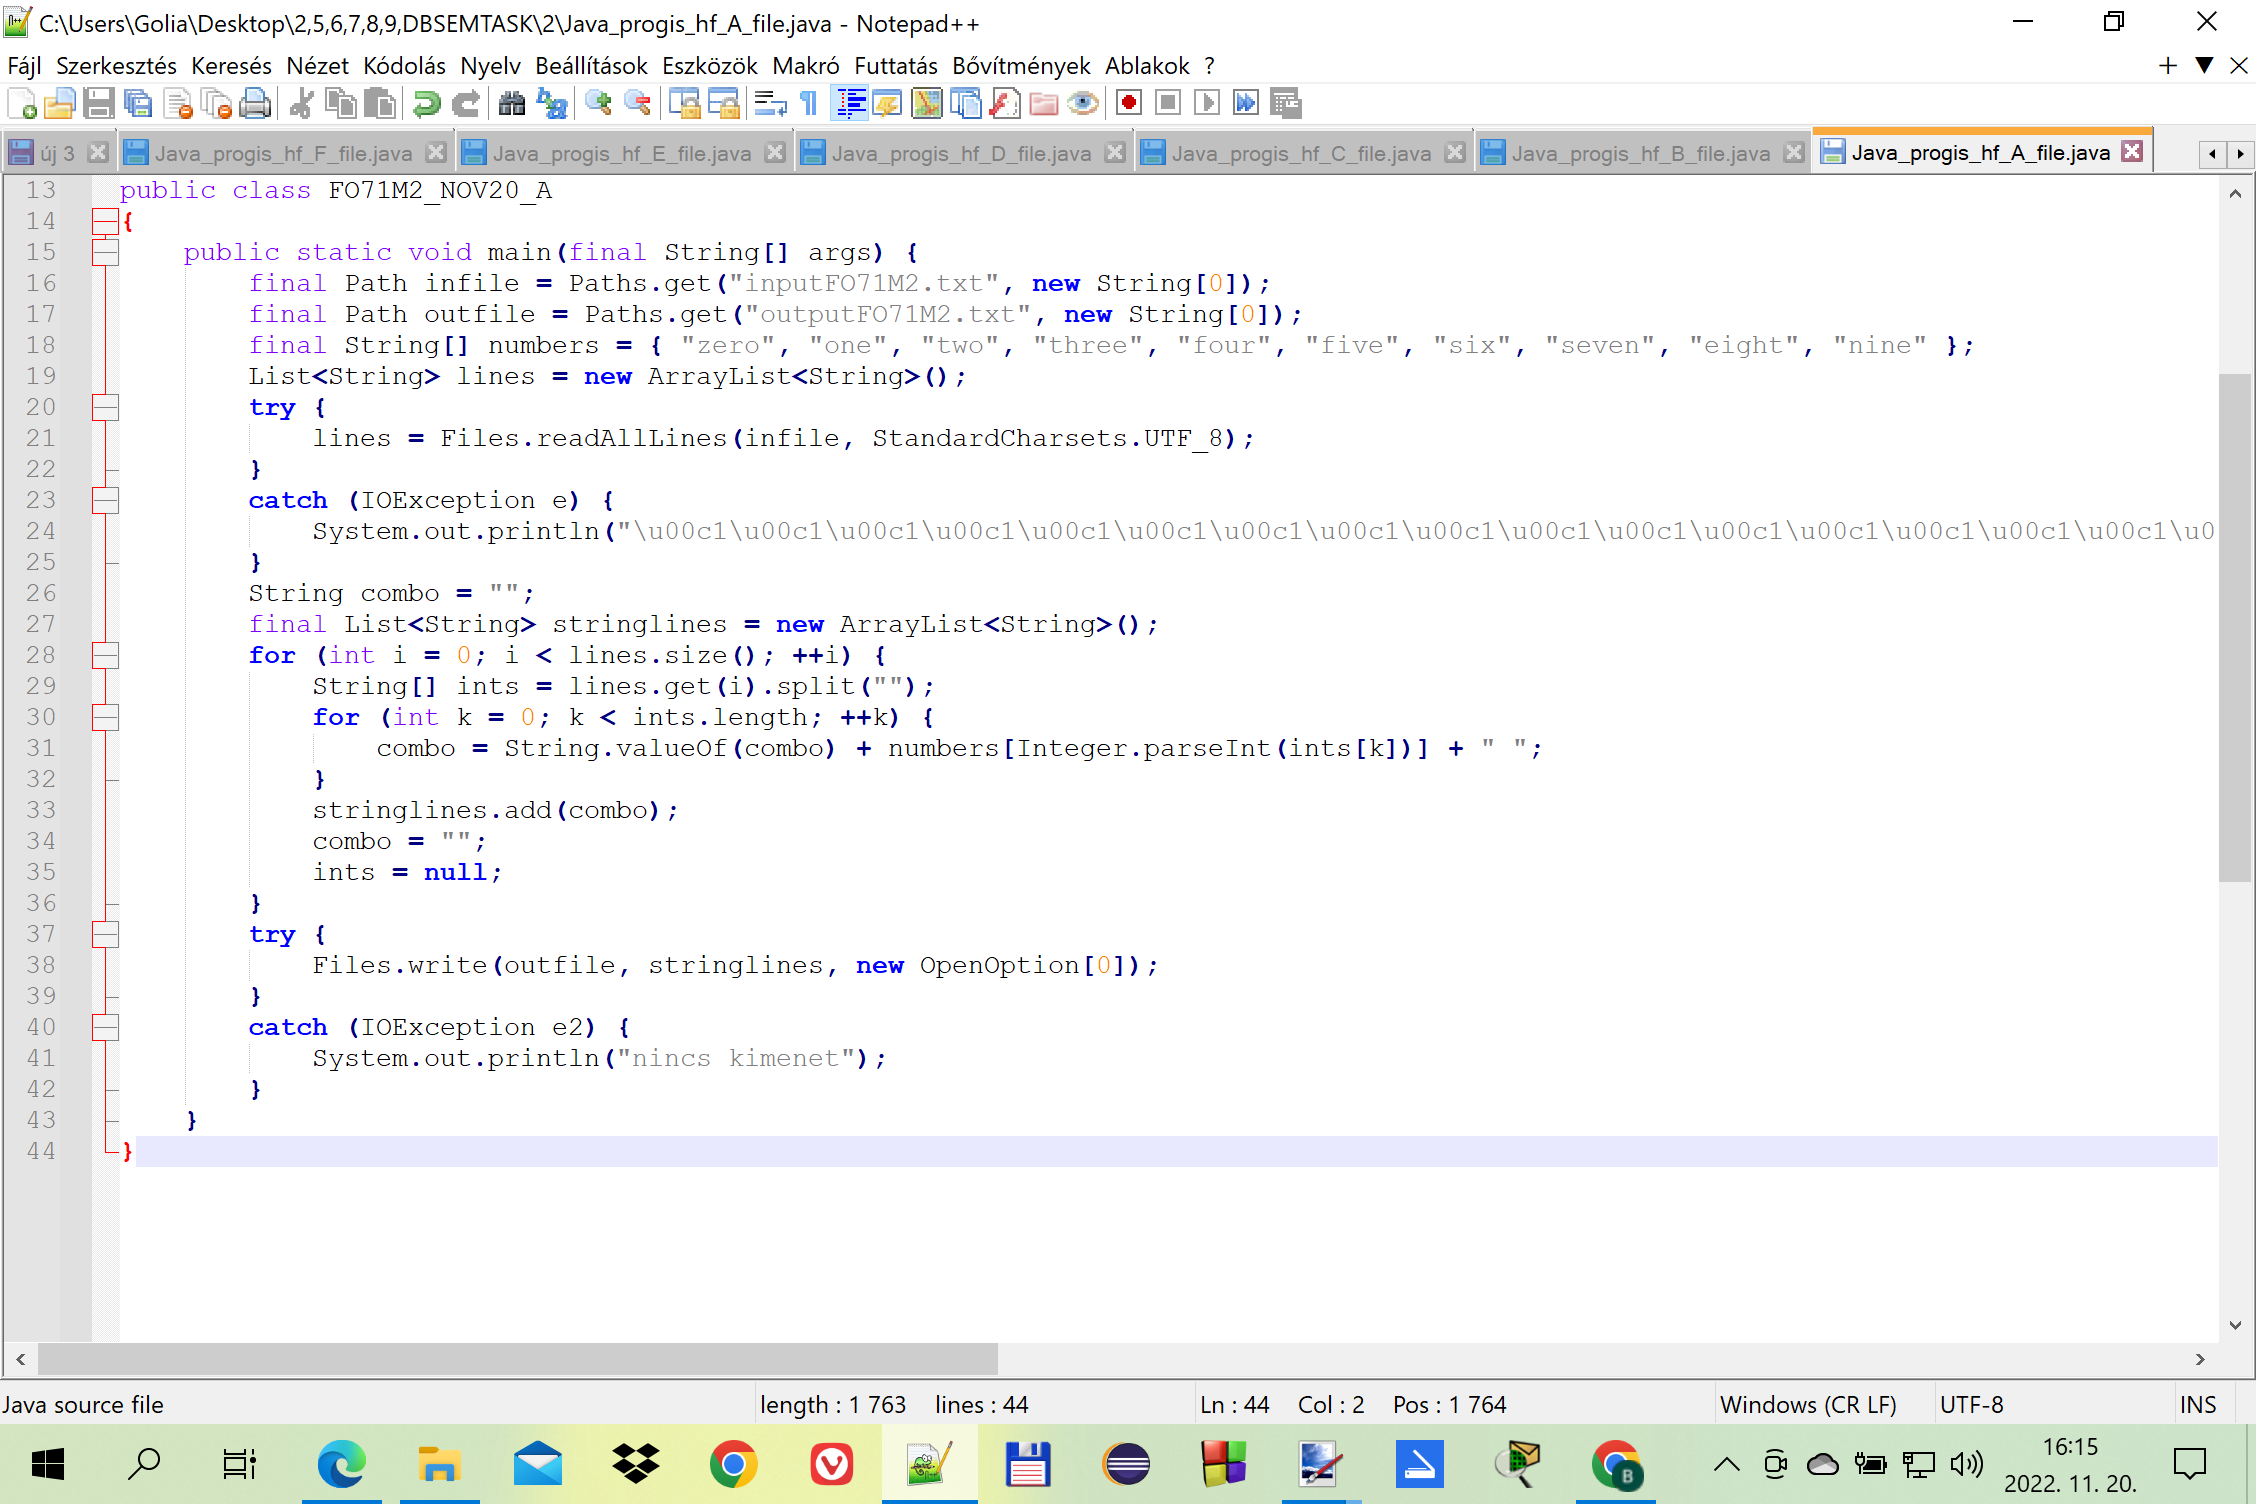 C:\Users\Golia\Desktop\2,5,6,7,8,9,DBSEMTASK\2\Java_progis_hf_A_file.java - Notepad++
Fájl Szerkesztés Keresés Nézet Kódolás Nyelv Beállítások Eszközök Makró Futtatás Bővítmények Ablakok ?
új 3 Java_progis_hf_F_file.java Java_progis_hf_E_file.java Java_progis_hf_D_file.java Java_progis_hf_C_file.java Java_progis_hf_B_file.java Java_progis_hf_A_file.java
13 public class FO71M2_NOV20_A
14 {
15     public static void main(final String[] args) {
16         final Path infile = Paths.get("inputFO71M2.txt", new String[0]);
17         final Path outfile = Paths.get("outputFO71M2.txt", new String[0]);
18         final String[] numbers = { "zero", "one", "two", "three", "four", "five", "six", "seven", "eight", "nine" };
19         List<String> lines = new ArrayList<String>();
20         try {
21             lines = Files.readAllLines(infile, StandardCharsets.UTF_8);
22         }
23         catch (IOException e) {
24             System.out.println("\u00c1\u00c1\u00c1\u00c1\u00c1\u00c1\u00c1\u00c1\u00c1\u00c1\u00c1\u00c1\u00c1\u00c1\u00c1\u00c1\u0
25         }
26         String combo = "";
27         final List<String> stringlines = new ArrayList<String>();
28         for (int i = 0; i < lines.size(); ++i) {
29             String[] ints = lines.get(i).split("");
30             for (int k = 0; k < ints.length; ++k) {
31                 combo = String.valueOf(combo) + numbers[Integer.parseInt(ints[k])] + " ";
32             }
33             stringlines.add(combo);
34             combo = "";
35             ints = null;
36         }
37         try {
38             Files.write(outfile, stringlines, new OpenOption[0]);
39         }
40         catch (IOException e2) {
41             System.out.println("nincs kimenet");
42         }
43     }
44 }
Java source file length : 1 763 lines : 44 Ln : 44 Col : 2 Pos : 1 764 Windows (CR LF) UTF-8 INS
16:15
2022. 11. 20.
B